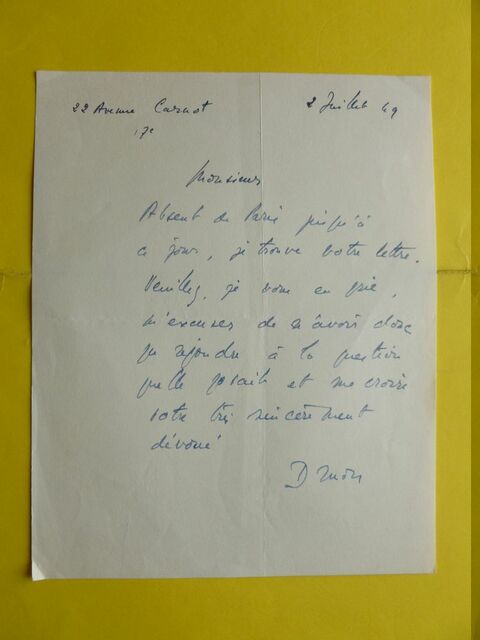 22 Avenue Carnot 2 Juillet 49
17e
Monsieur
Absent de Paris jusqu'à
ce jour, je trouve votre lettre.
Veuillez, je vous en prie,
m'excuser de n'avoir donc
pu répondre à la question
qu'elle posait et me croire
votre très sincèrement
dévoué